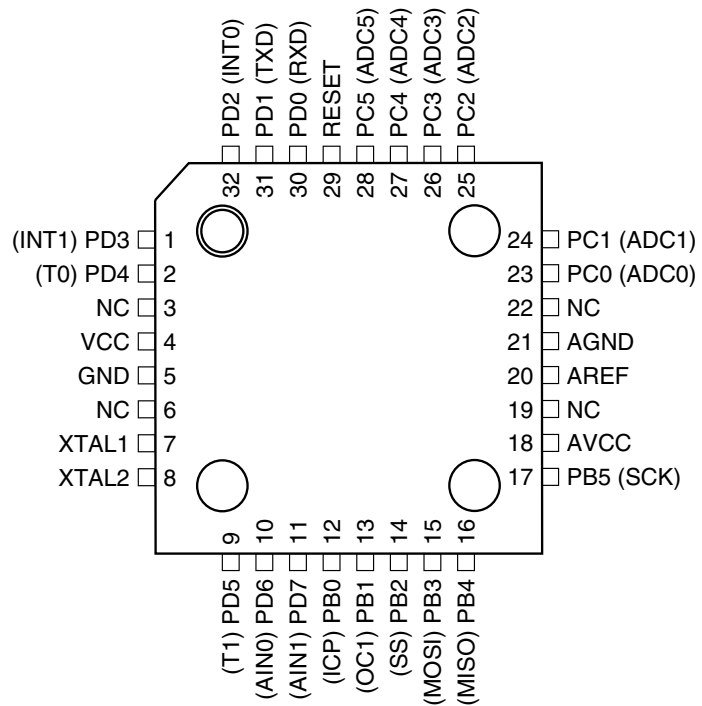 PD2 (INT0)
PD1 (TXD)
PD0 (RXD)
RESET
PC5 (ADC5)
PC4 (ADC4)
PC3 (ADC3)
PC2 (ADC2)
32
31
30
29
28
27
26
25
(INT1) PD3 1
(T0) PD4 2
NC 3
VCC 4
GND 5
NC 6
XTAL1 7
XTAL2 8
24 PC1 (ADC1)
23 PC0 (ADC0)
22 NC
21 AGND
20 AREF
19 NC
18 AVCC
17 PB5 (SCK)
9
10
11
12
13
14
15
16
(T1) PD5
(AIN0) PD6
(AIN1) PD7
(ICP) PB0
(OC1) PB1
(SS) PB2
(MOSI) PB3
(MISO) PB4